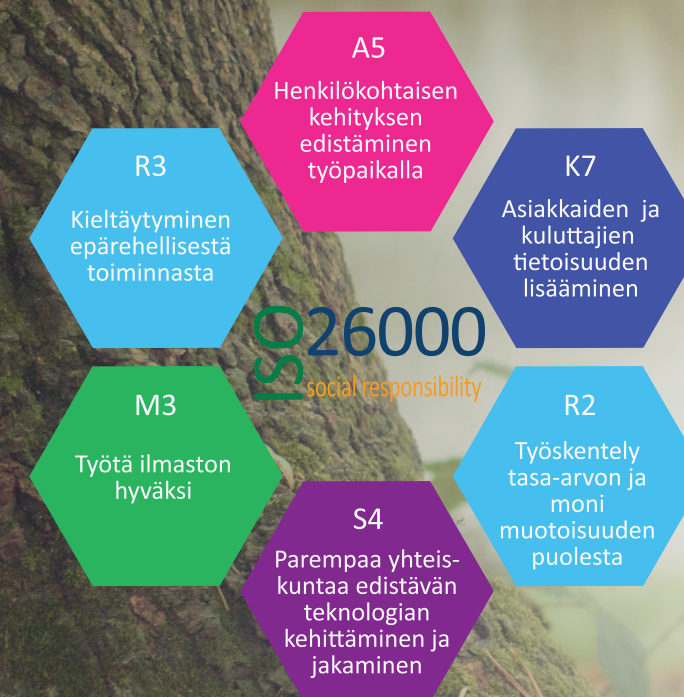 A5
Henkilökohtaisen
kehityksen
edistäminen
työpaikalla
R3
Kieltäytyminen
epärehellisestä
toiminnasta
K7
Asiakkaiden ja
kuluttajien
tietoisuuden
lisääminen
ISO 26000
social responsibility
M3
Työtä ilmaston
hyväksi
R2
Työskentely
tasa-arvon ja
moni
muotoisuuden
puolesta
S4
Parempaa yhteis-
kuntaa edistävän
teknologian
kehittäminen ja
jakaminen